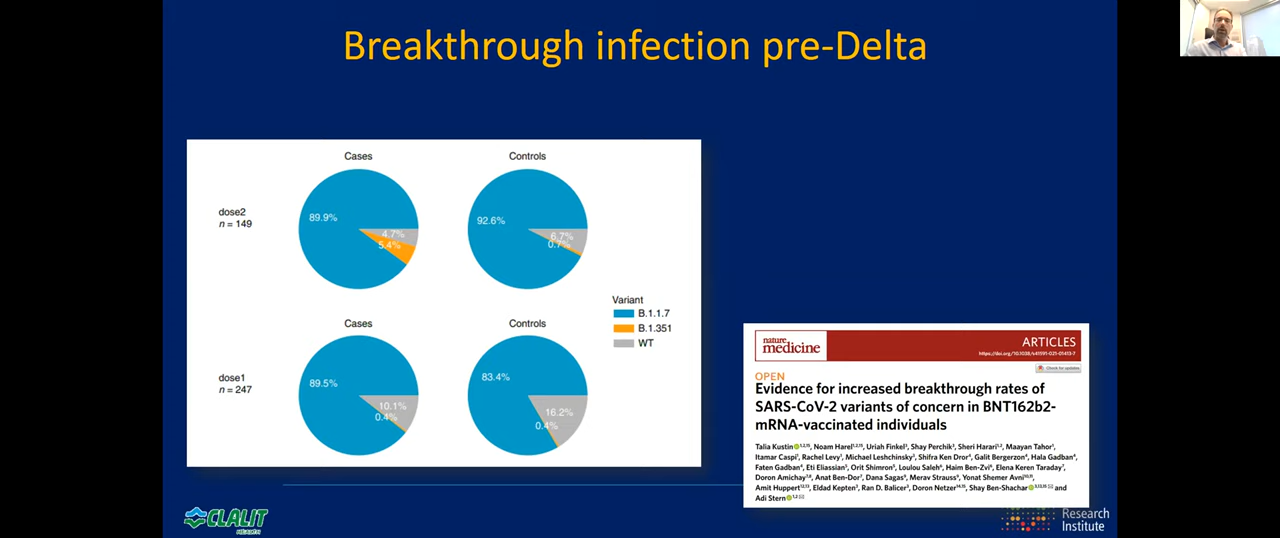 Breakthrough infection pre-Delta
Cases
Controls
dose2
n = 149
89.9%
4.7%
5.4%
92.6%
6.7%
0.7%
Cases
Controls
dose1
n = 247
89.5%
10.1%
0.4%
83.4%
16.2%
0.4%
Variant
B.1.1.7
B.1.351
WT
nature
medicine
ARTICLES
https://doi.org/10.1038/s41591-021-01413-7
Check for updates
OPEN
Evidence for increased breakthrough rates of
SARS-CoV-2 variants of concern in BNT162b2-
mRNA-vaccinated individuals
Talia Kustin, Noam Harel, Uriah Finkel, Shay Perchik, Sheri Harari, Maayan Tahor,
Itamar Caspi, Rachel Levy, Michael Leshchinsky, Shifra Ken Dror, Galit Bergerzon, Hala Gadban,
Faten Gadban, Eti Eliassian, Orit Shimron, Loulou Saleh, Haim Ben-Zvi, Elena Keren Taraday,
Doron Amichay, Anat Ben-Dor, Dana Sagas, Merav Strauss, Yonat Shemer Avni,
Amit Huppert, Eldad Kepten, Ran D. Balicer, Doron Netzer, Shay Ben-Shachar and
Adi Stern
CLALIT
HEALTH
Research
Institute